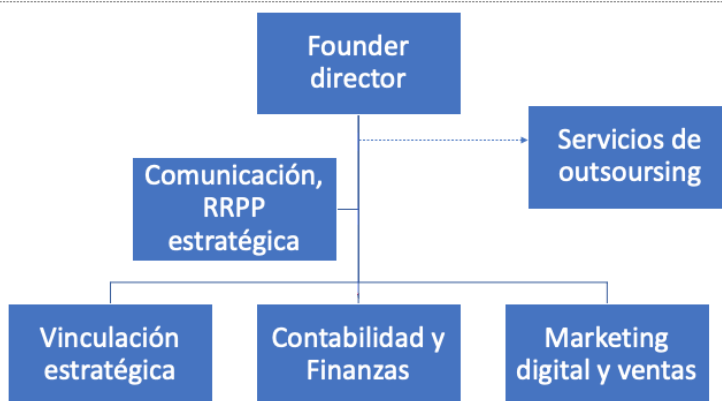 Founder
director
Servicios de
outsoursing
Comunicación,
RRPP
estratégica
Vinculación
estratégica
Contabilidad y
Finanzas
Marketing
digital y ventas